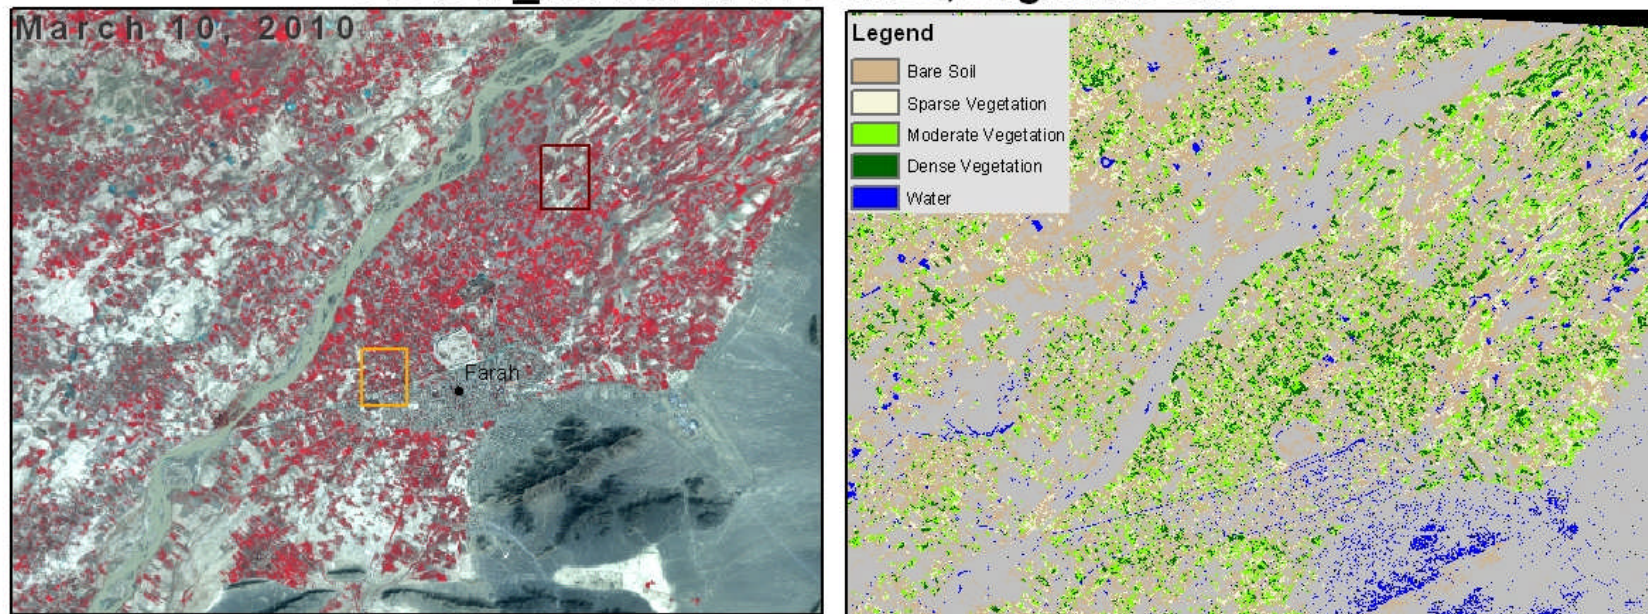 March 10, 2010
Farah
Legend
Bare Soil
Sparse Vegetation
Moderate Vegetation
Dense Vegetation
Water